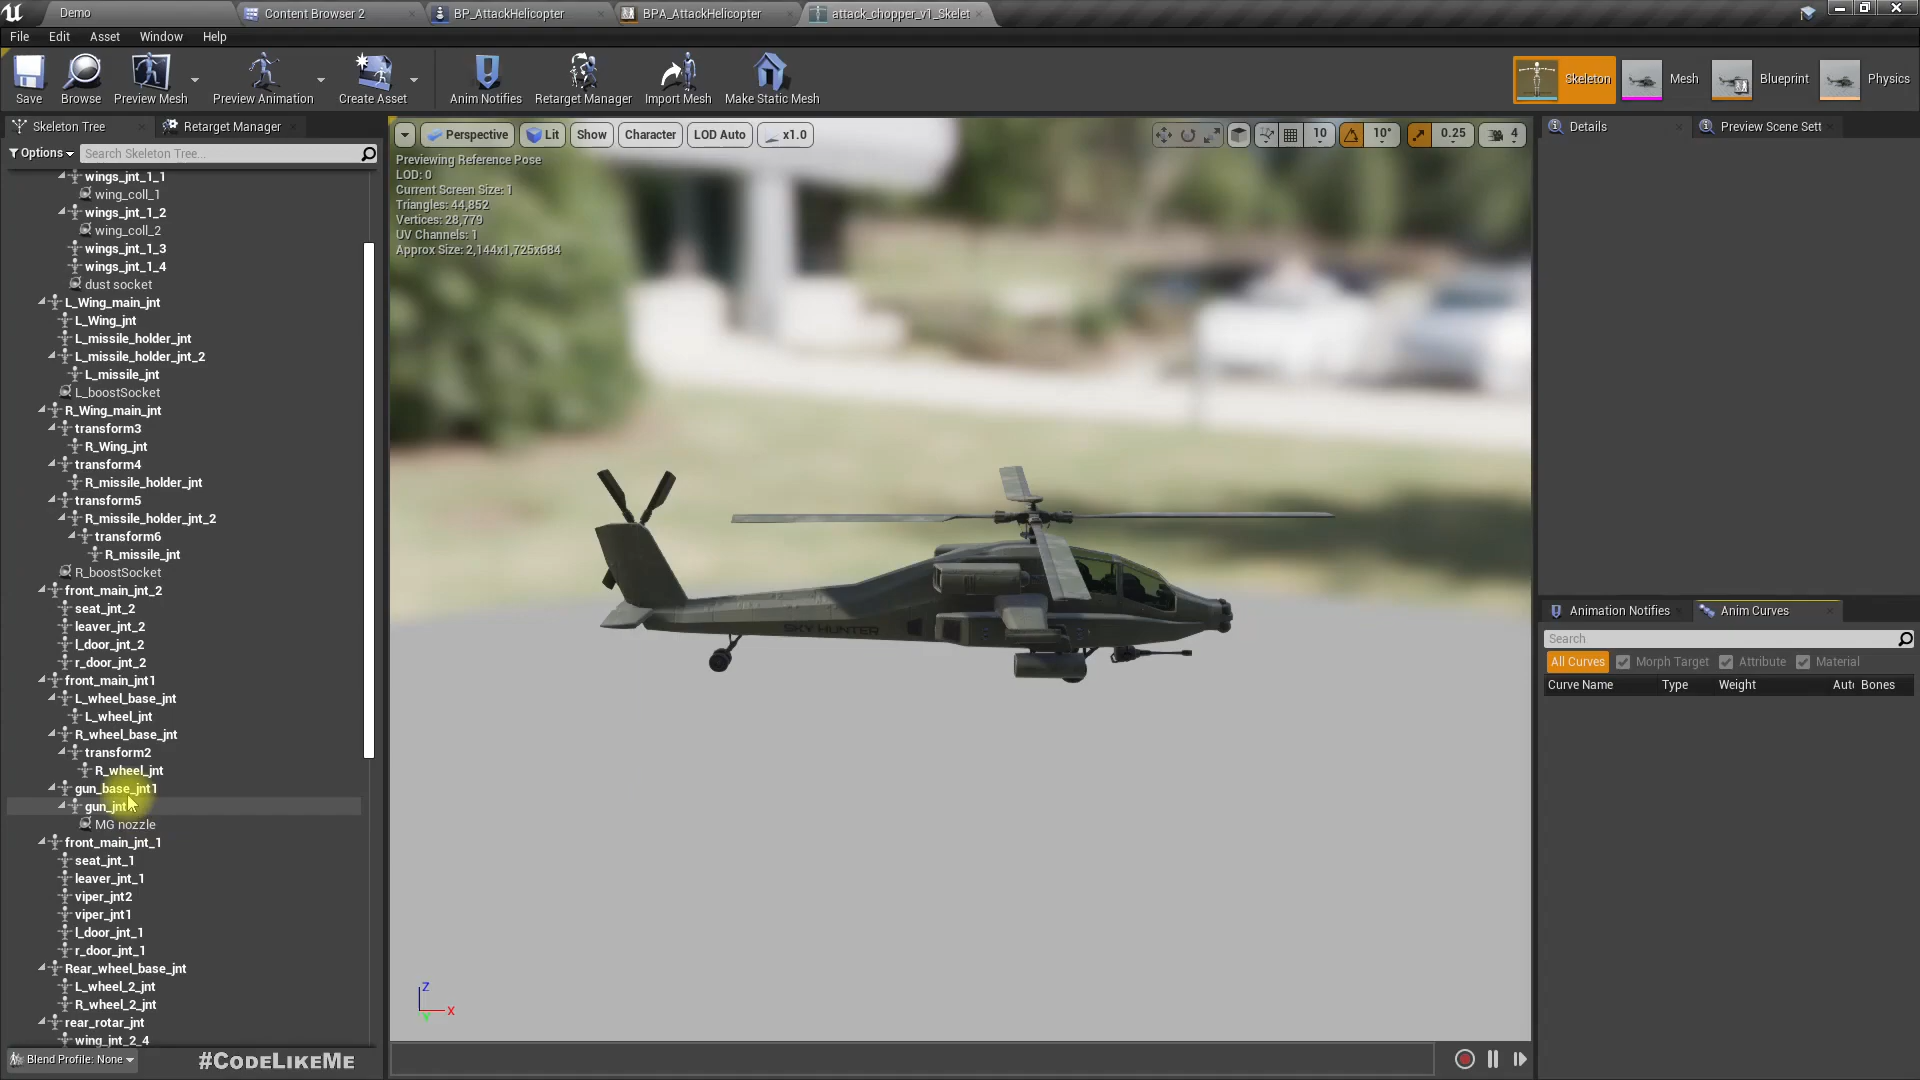 Demo
Content Browser 2
BP_AttackHelicopter
BPA_AttackHelicopter
attack_chopper_v1_Skelet
File Edit Asset Window Help
Save
Browse
Preview Mesh
Preview Animation
Create Asset
Anim Notifies
Retarget Manager
Import Mesh
Make Static Mesh
Skeleton
Mesh
Blueprint
Physics
Skeleton Tree
Retarget Manager
Options
Search Skeleton Tree...
wings_jnt_1_1
wing_coll_1
wings_jnt_1_2
wing_coll_2
wings_jnt_1_3
wings_jnt_1_4
dust socket
L_Wing_main_jnt
L_Wing_jnt
L_missile_holder_jnt
L_missile_holder_jnt_2
L_missile_jnt
L_boostSocket
R_Wing_main_jnt
transform3
R_Wing_jnt
transform4
R_missile_holder_jnt
transform5
R_missile_holder_jnt_2
transform6
R_missile_jnt
R_boostSocket
front_main_jnt_2
seat_jnt_2
leaver_jnt_2
l_door_jnt_2
r_door_jnt_2
front_main_jnt1
L_wheel_base_jnt
L_wheel_jnt
R_wheel_base_jnt
transform2
R_wheel_jnt
gun_base_jnt1
gun_jnt
MG nozzle
front_main_jnt_1
seat_jnt_1
leaver_jnt_1
viper_jnt2
viper_jnt1
l_door_jnt_1
r_door_jnt_1
Rear_wheel_base_jnt
L_wheel_2_jnt
R_wheel_2_jnt
rear_rotar_jnt
wing_jnt_2_4
Blend Profile: None
#CODELIKEME
Perspective
Lit
Show
Character
LOD Auto
x1.0
10
10°
0.25
4
Previewing Reference Pose
LOD: 0
Current Screen Size: 1
Triangles: 44,852
Vertices: 28,779
UV Channels: 1
Approx Size: 2,144x1,725x684
SKY HUNTER
Z
X
Y
Details
Preview Scene Sett
Animation Notifies
Anim Curves
Search
All Curves
Morph Target
Attribute
Material
Curve Name Type Weight Aut Bones